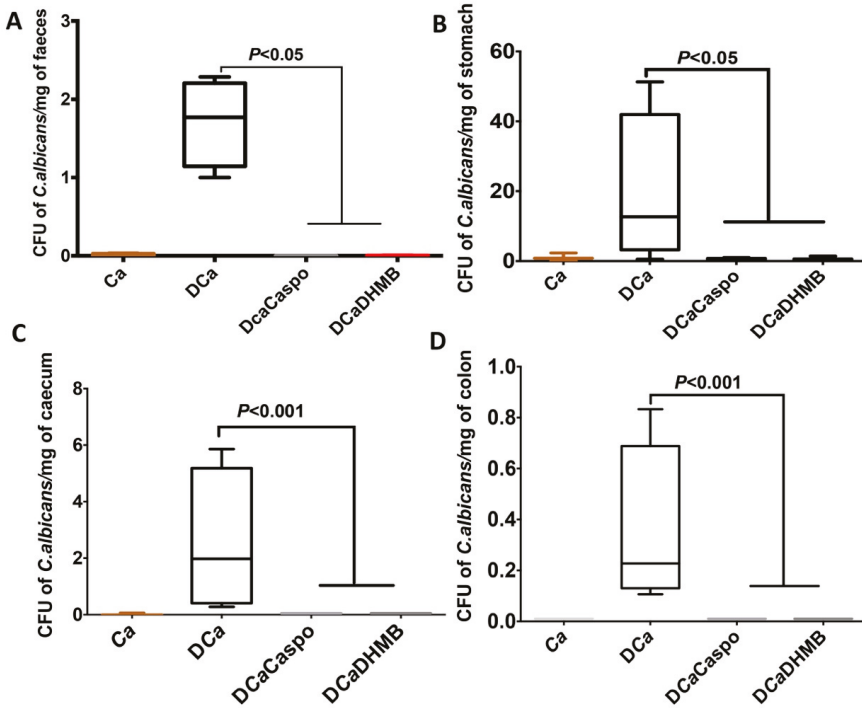 A
CFU of C.albicans/mg of faeces
3
2
1
0
P<0.05
Ca
DCa
DcaCaspo
DCaDHMB
B
CFU of C.albicans/mg of stomach
60
40
20
0
P<0.05
Ca
DCa
DcaCaspo
DCaDHMB
C
CFU of C.albicans/mg of caecum
8
6
4
2
0
P<0.001
Ca
DCa
DCaCaspo
DCaDHMB
D
CFU of C.albicans/mg of colon
1.0
0.8
0.6
0.4
0.2
0.0
P<0.001
Ca
DCa
DCaCaspo
DCaDHMB